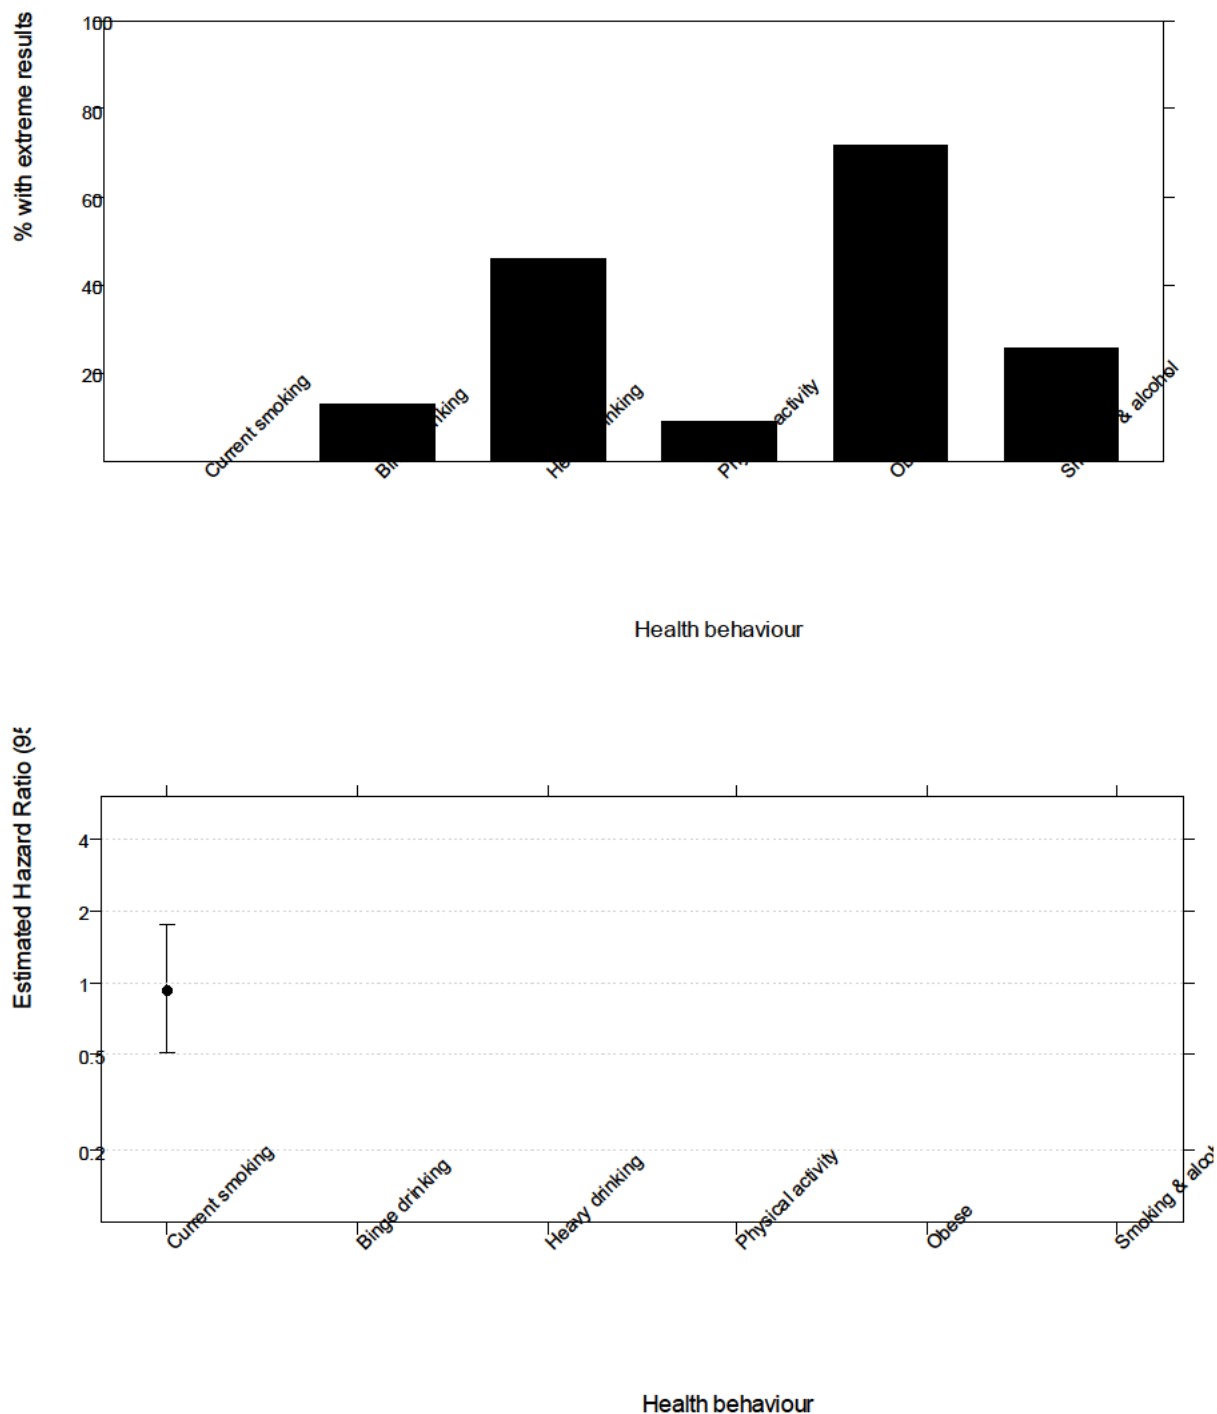 % with extreme results
100
80
60
40
20
Current smoking
Health behaviour
Estimated Hazard Ratio
4
2
1
0.5
0.2
Current smoking
Binge drinking
Heavy drinking
Physical activity
Obese
Smoking &
Health behaviour